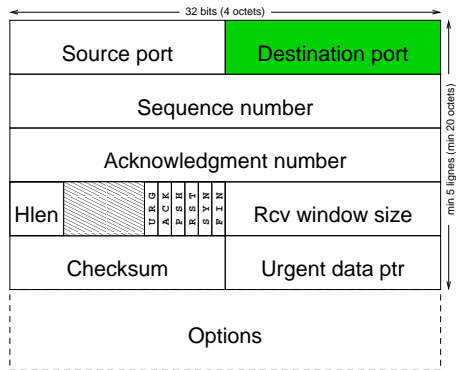 32 bits (4 octets)
Source port
Destination port
Sequence number
Acknowledgment number
Hlen
URG
ACK
PSH
RST
SYN
FIN
Rcv window size
Checksum
Urgent data ptr
Options
min 5 lignes (min 20 octets)